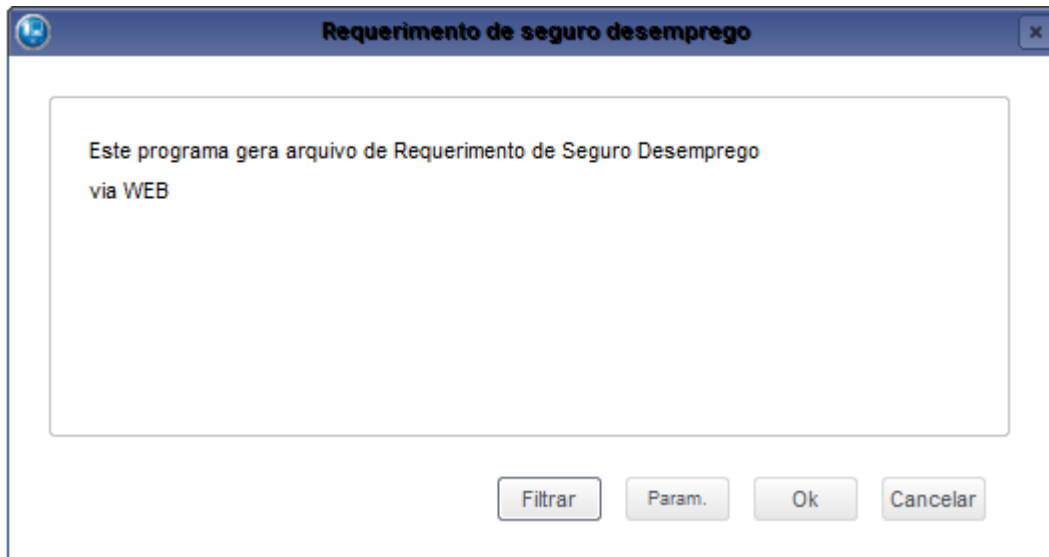 Requerimento de seguro desemprego
Este programa gera arquivo de Requerimento de Seguro Desemprego
via WEB
Filtrar Param. Ok Cancelar